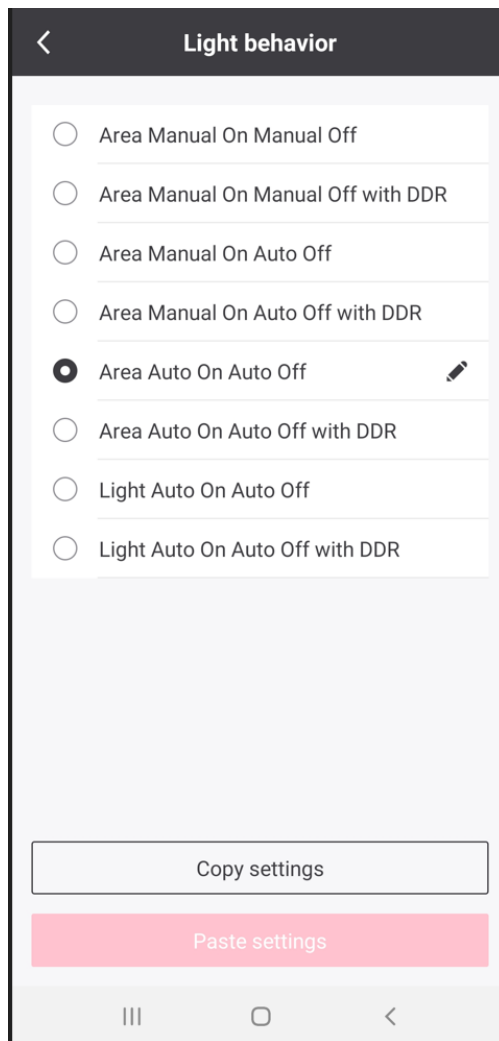 Light behavior
Area Manual On Manual Off
Area Manual On Manual Off with DDR
Area Manual On Auto Off
Area Manual On Auto Off with DDR
Area Auto On Auto Off
Area Auto On Auto Off with DDR
Light Auto On Auto Off
Light Auto On Auto Off with DDR
Copy settings
Paste settings